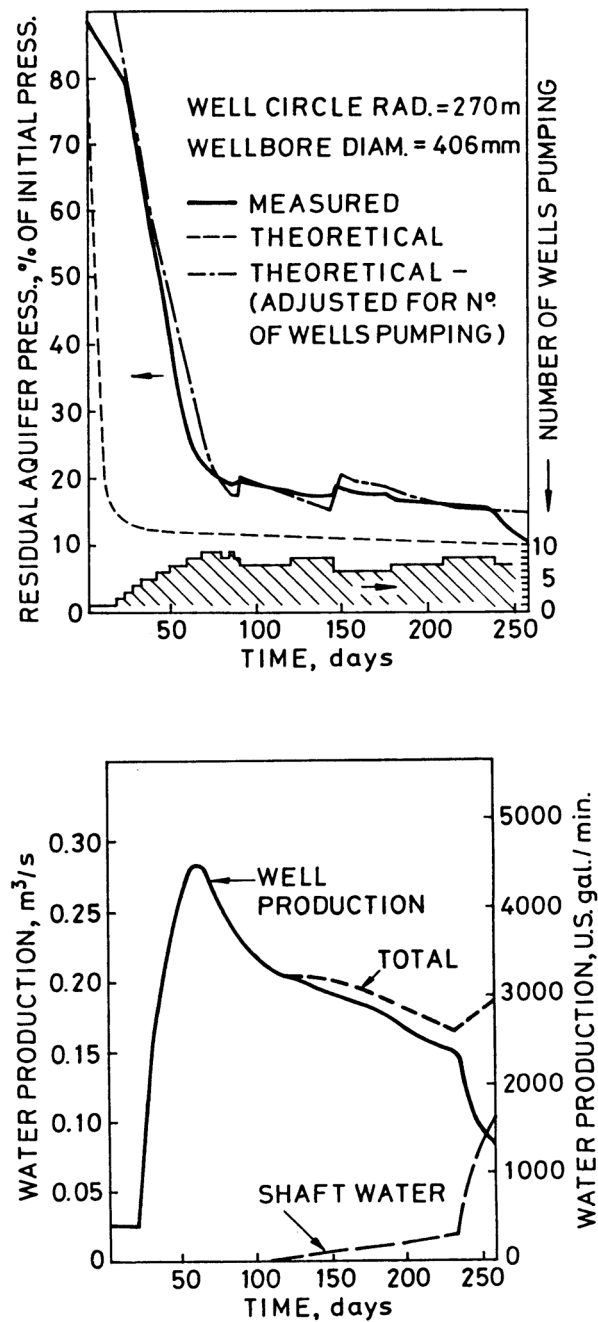 RESIDUAL AQUIFER PRESS., % OF INITIAL PRESS.
80
70
60
50
40
30
20
10
0
WELL CIRCLE RAD. = 270 m
WELLBORE DIAM. = 406 mm
MEASURED
THEORETICAL
THEORETICAL –
(ADJUSTED FOR Nº
OF WELLS PUMPING)
NUMBER OF WELLS PUMPING
10
5
0
50
100
150
200
250
TIME, days
WATER PRODUCTION, m³/s
0.30
0.25
0.20
0.15
0.10
0.05
0
WELL
PRODUCTION
TOTAL
SHAFT WATER
5000
4000
3000
2000
1000
0
WATER PRODUCTION, U.S. gal./ min.
50
100
150
200
250
TIME, days